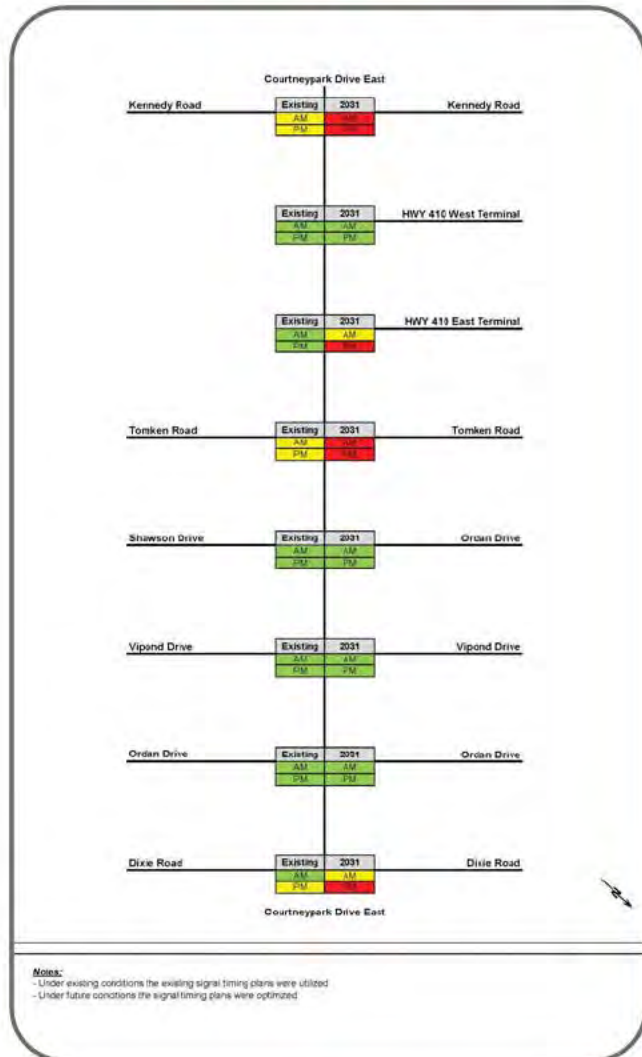 Courtneypark Drive East
Kennedy Road Existing 2031 Kennedy Road
AM AM
PM PM
Existing 2031 HWY 410 West Terminal
AM AM
PM PM
Existing 2031 HWY 410 East Terminal
AM AM
PM PM
Tomken Road Existing 2031 Tomken Road
AM AM
PM PM
Shawson Drive Existing 2031 Ordan Drive
AM AM
PM PM
Vipond Drive Existing 2031 Vipond Drive
AM AM
PM PM
Ordan Drive Existing 2031 Ordan Drive
AM AM
PM PM
Dixie Road Existing 2031 Dixie Road
AM AM
PM PM
Courtneypark Drive East
N
Notes:
- Under existing conditions the existing signal timing plans were utilized
- Under future conditions the signal timing plans were optimized